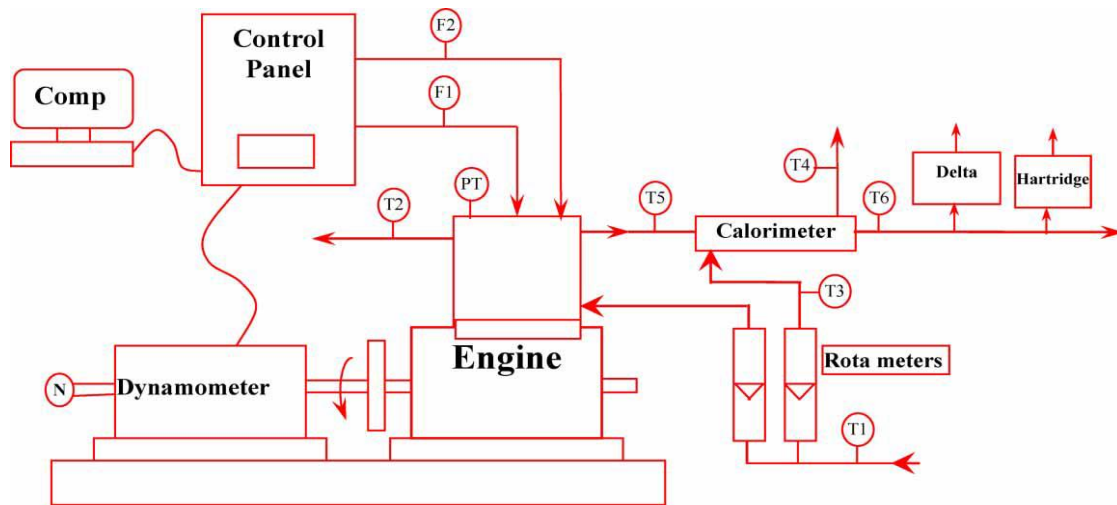 Control
Panel
Comp
F2
F1
PT
T2
T5
T4
T6
Delta
Hartridge
Calorimeter
T3
Engine
Rota meters
N
Dynamometer
T1